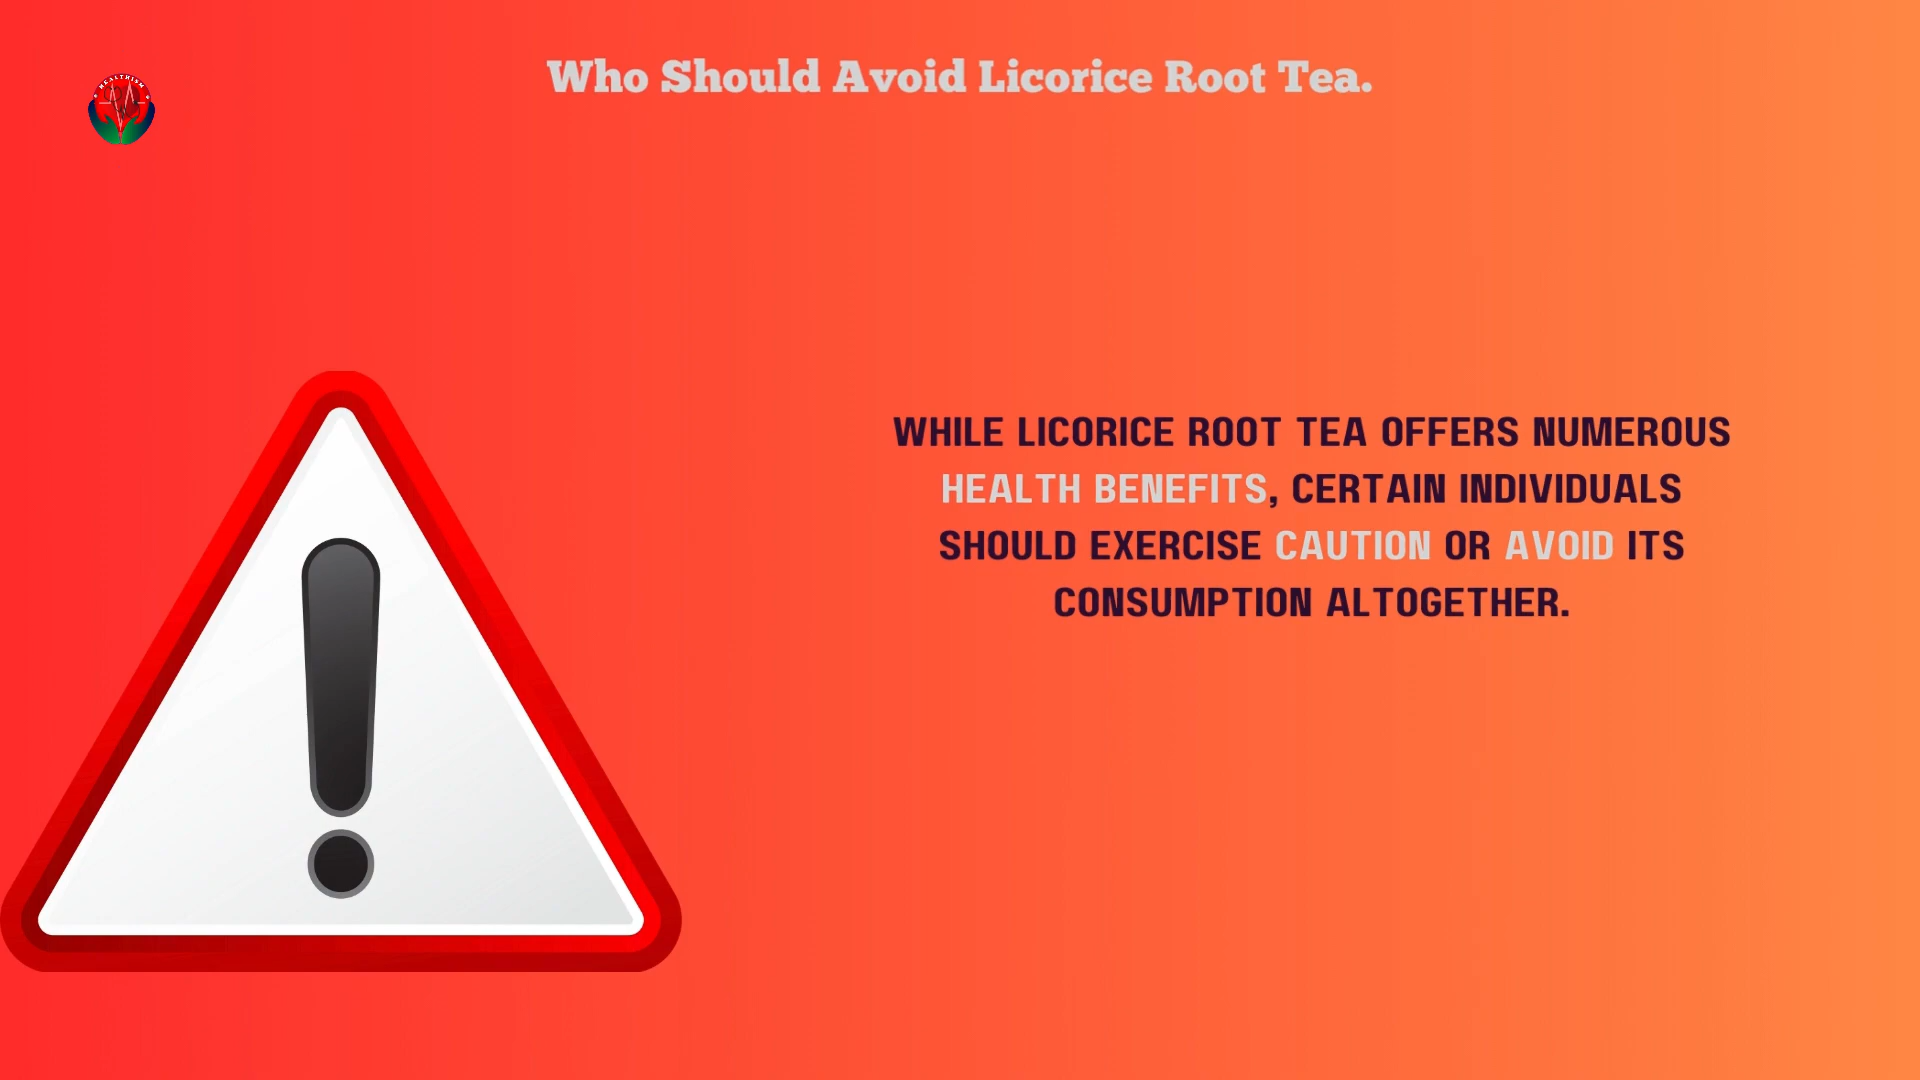 HEALTHISM
Who Should Avoid Licorice Root Tea.
WHILE LICORICE ROOT TEA OFFERS NUMEROUS
HEALTH BENEFITS, CERTAIN INDIVIDUALS
SHOULD EXERCISE CAUTION OR AVOID ITS
CONSUMPTION ALTOGETHER.